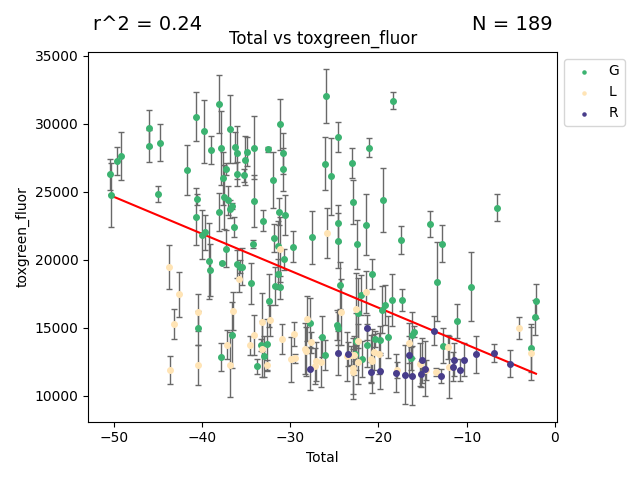 r^2 = 0.24 N = 189
Total vs toxgreen_fluor
35000
30000
25000
20000
15000
10000
toxgreen_fluor
−50 −40 −30 −20 −10 0
Total
G
L
R